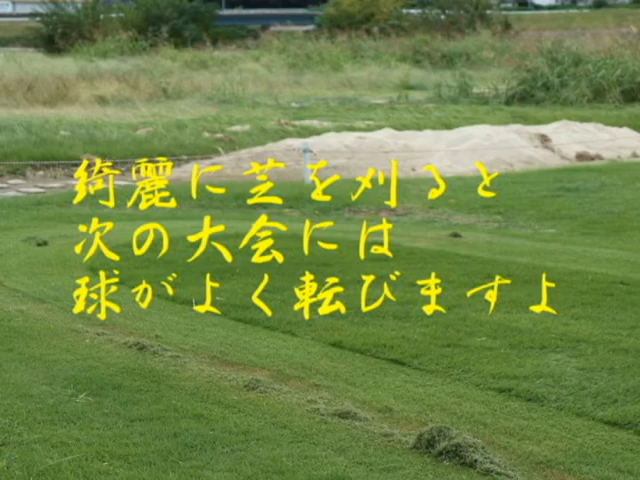 綺麗に芝を刈ると
次の大会には
球がよく転びますよ